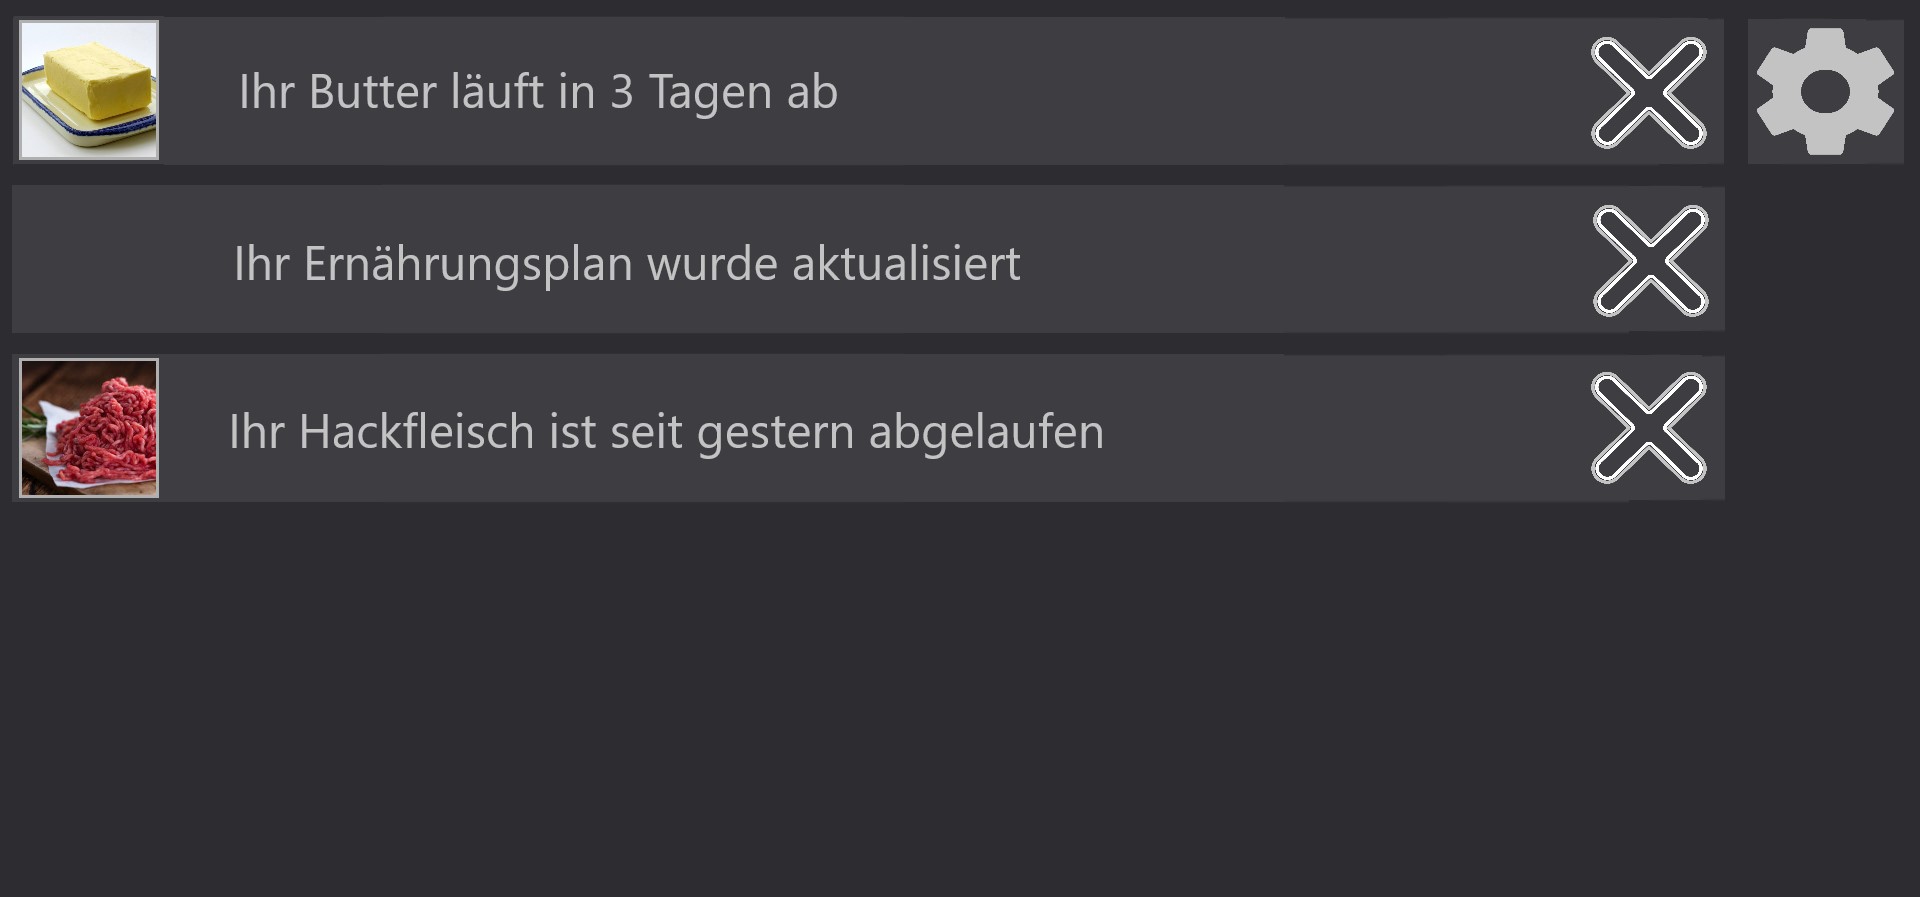 Ihr Butter läuft in 3 Tagen ab
Ihr Ernährungsplan wurde aktualisiert
Ihr Hackfleisch ist seit gestern abgelaufen